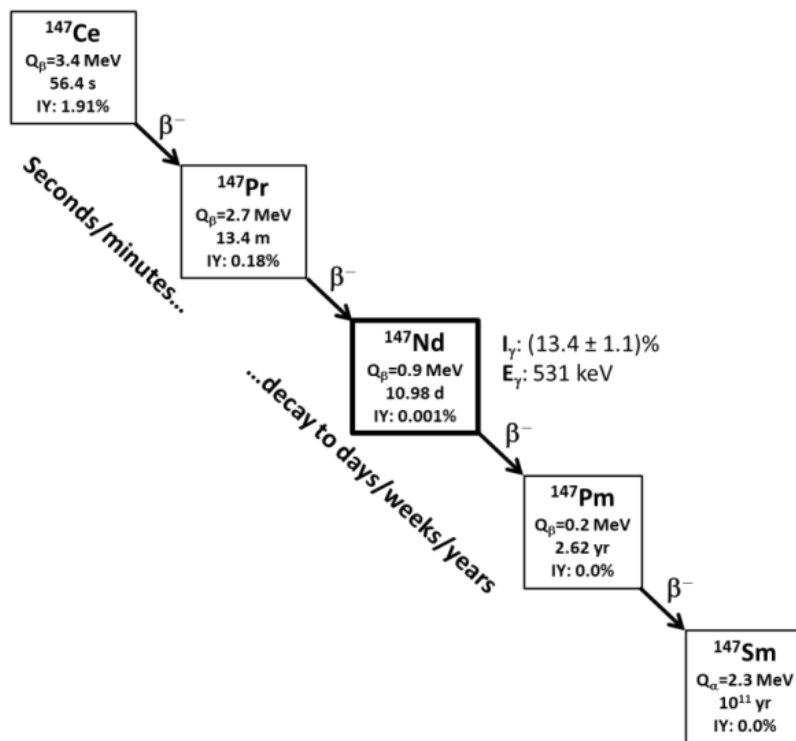 ¹⁴⁷Ce
Qᵦ=3.4 MeV
56.4 s
IY: 1.91%
β⁻
Seconds/minutes...
¹⁴⁷Pr
Qᵦ=2.7 MeV
13.4 m
IY: 0.18%
β⁻
...decay to days/weeks/years
¹⁴⁷Nd
Qᵦ=0.9 MeV
10.98 d
IY: 0.001%
Iᵧ: (13.4 ± 1.1)%
Eᵧ: 531 keV
β⁻
¹⁴⁷Pm
Qᵦ=0.2 MeV
2.62 yr
IY: 0.0%
β⁻
¹⁴⁷Sm
Qα=2.3 MeV
10¹¹ yr
IY: 0.0%